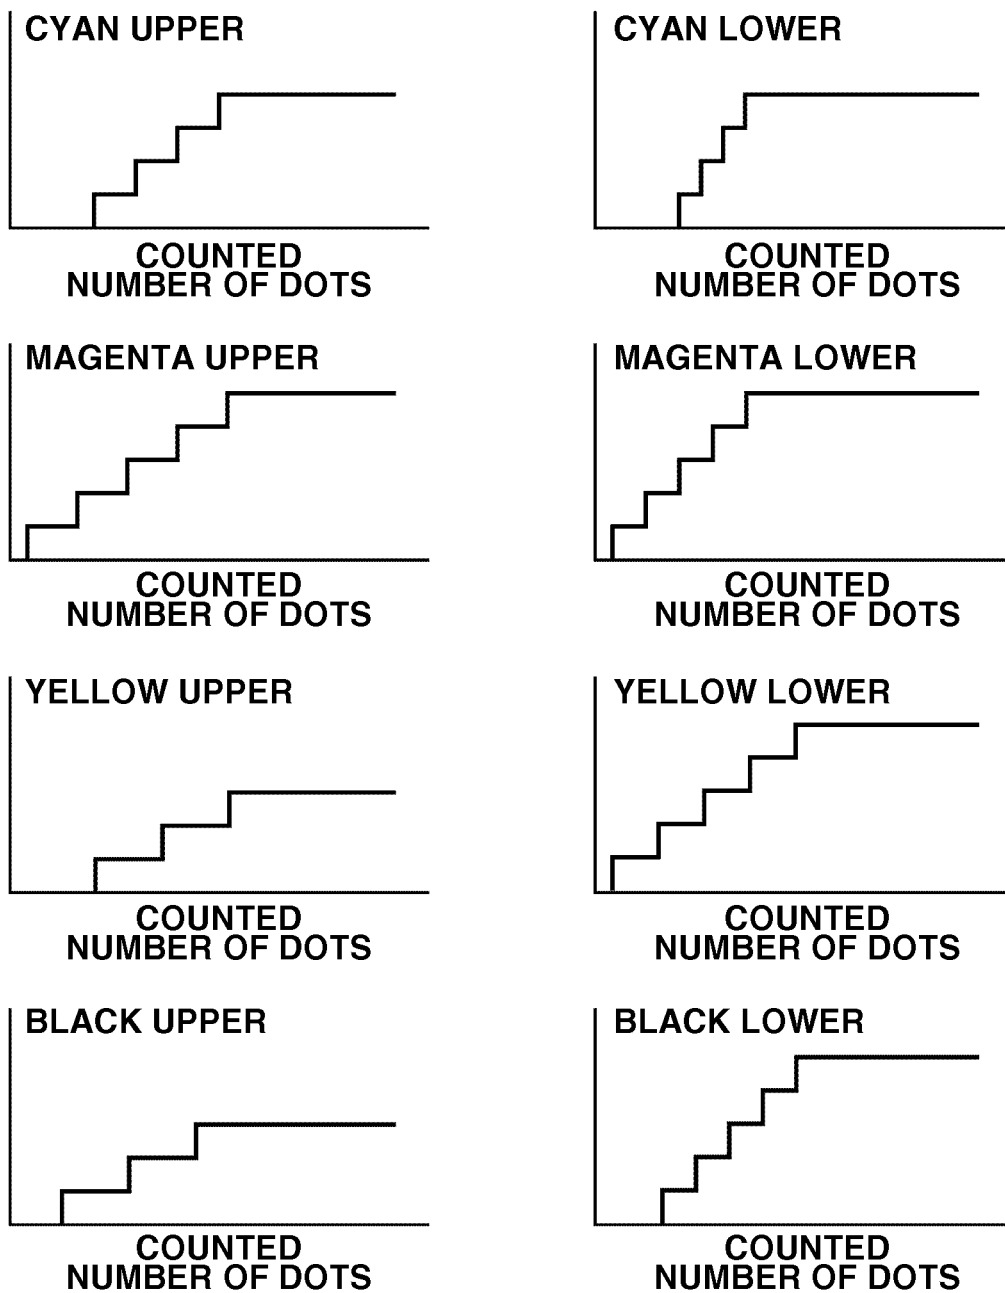 CYAN UPPER
COUNTED
NUMBER OF DOTS
CYAN LOWER
COUNTED
NUMBER OF DOTS
MAGENTA UPPER
COUNTED
NUMBER OF DOTS
MAGENTA LOWER
COUNTED
NUMBER OF DOTS
YELLOW UPPER
COUNTED
NUMBER OF DOTS
YELLOW LOWER
COUNTED
NUMBER OF DOTS
BLACK UPPER
COUNTED
NUMBER OF DOTS
BLACK LOWER
COUNTED
NUMBER OF DOTS